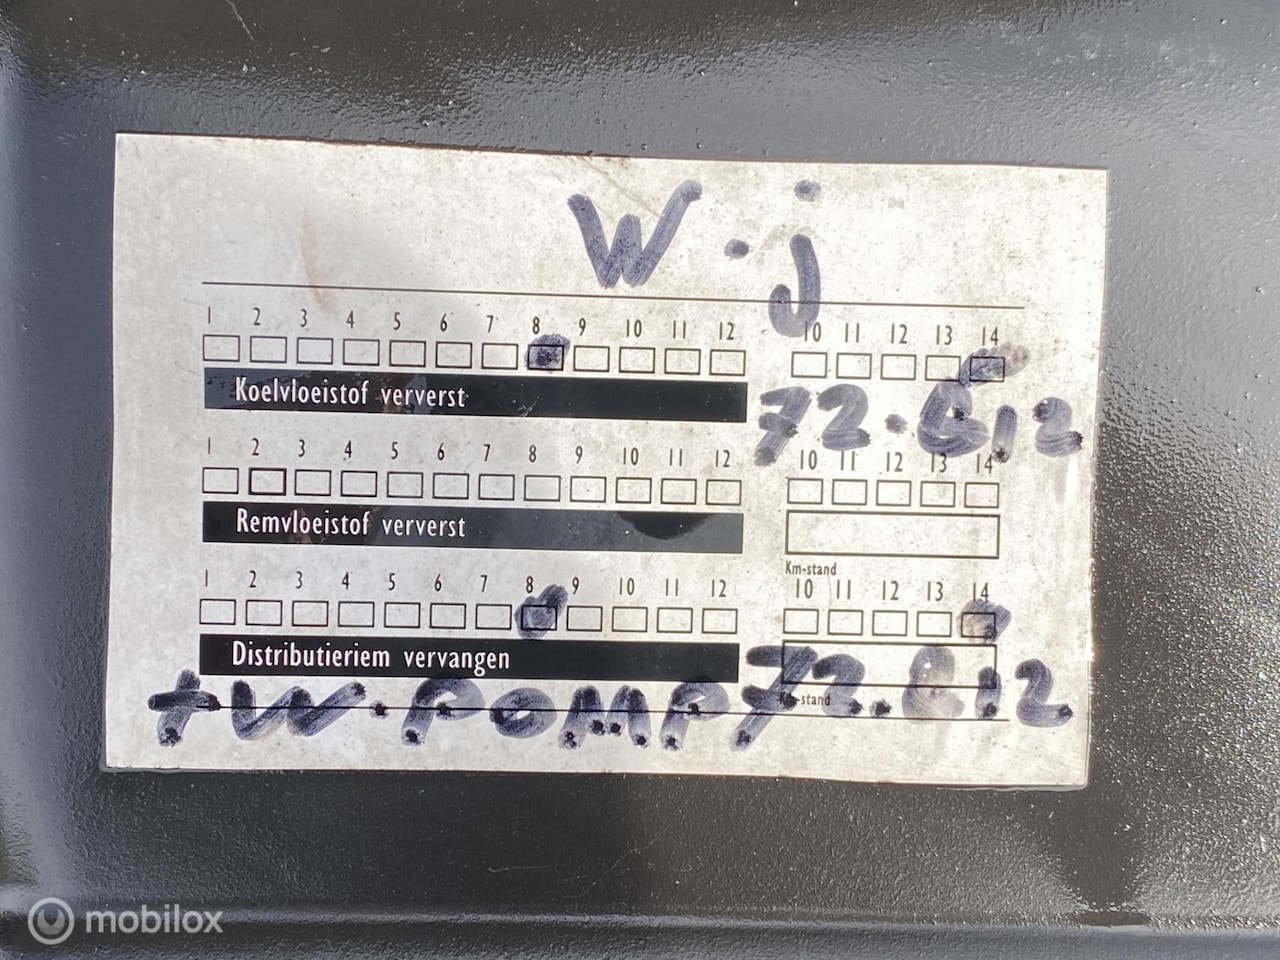 W.j
1 2 3 4 5 6 7 8 9 10 11 12 10 11 12 13 14
Koelvloeistof ververst 72.812
1 2 3 4 5 6 7 8 9 10 11 12 10 11 12 13 14
Remvloeistof ververst
Km-stand
1 2 3 4 5 6 7 8 9 10 11 12 10 11 12 13 14
Distributieriem vervangen
Km-stand
+W.POMP 72.812
mobilox